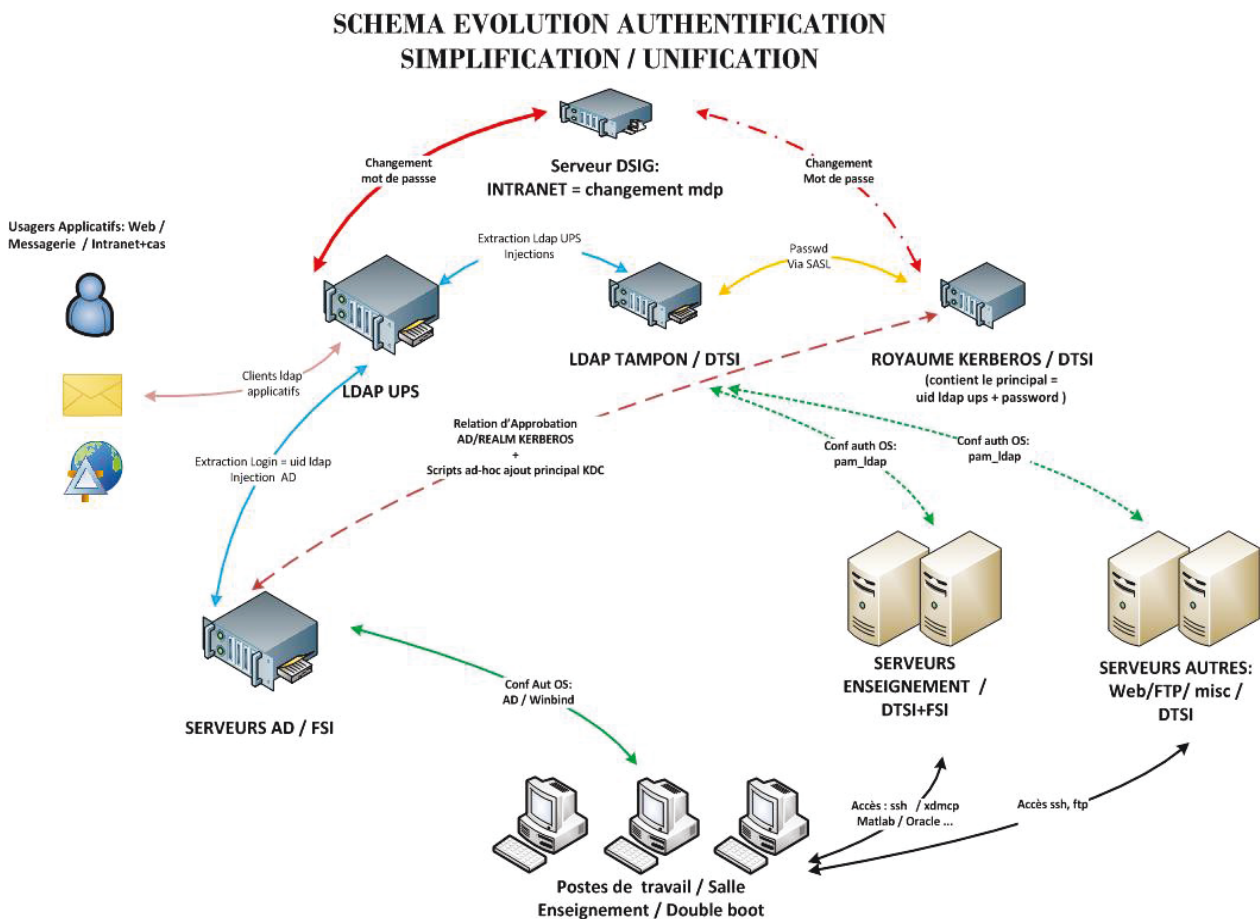 SCHEMA EVOLUTION AUTHENTIFICATION
SIMPLIFICATION / UNIFICATION
Serveur DSIG:
INTRANET = changement mdp
Changement
mot de passse
Changement
Mot de passe
Usagers Applicatifs: Web /
Messagerie / Intranet+cas
Extraction Ldap UPS
Injections
Passwd
Via SASL
LDAP UPS
LDAP TAMPON / DTSI
ROYAUME KERBEROS / DTSI
(contient le principal =
uid ldap ups + password )
Clients ldap
applicatifs
Relation d’Approbation
AD/REALM KERBEROS
+
Scripts ad-hoc ajout principal KDC
Conf auth OS:
pam_ldap
Conf auth OS:
pam_ldap
Extraction Login = uid ldap
Injection AD
SERVEURS AD / FSI
Conf Aut OS:
AD / Winbind
SERVEURS
ENSEIGNEMENT /
DTSI+FSI
SERVEURS AUTRES:
Web/FTP/ misc /
DTSI
Accès : ssh / xdmcp
Matlab / Oracle ...
Accès ssh, ftp
Postes de travail / Salle
Enseignement / Double boot